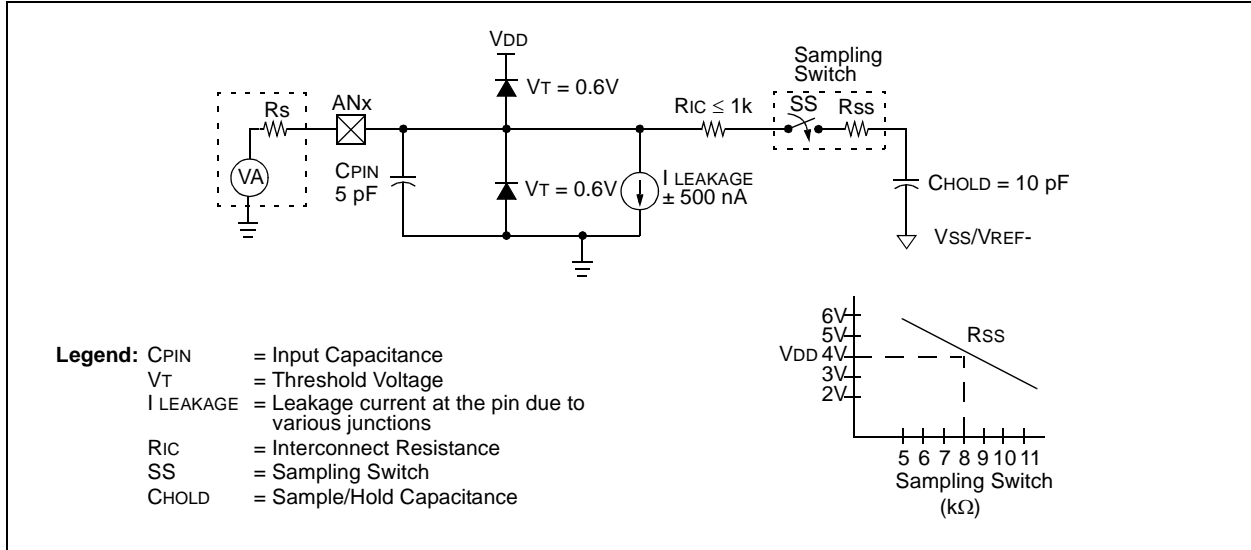 VDD
Sampling
Switch
VT = 0.6V
RIC ≤ 1k
SS
RSS
Rs
ANx
VA
CPIN
5 pF
VT = 0.6V
I LEAKAGE
± 500 nA
CHOLD = 10 pF
VSS/VREF-
6V
5V
VDD 4V
3V
2V
RSS
5 6 7 8 9 10 11
Sampling Switch
(kΩ)
Legend: CPIN = Input Capacitance
VT = Threshold Voltage
I LEAKAGE = Leakage current at the pin due to
various junctions
RIC = Interconnect Resistance
SS = Sampling Switch
CHOLD = Sample/Hold Capacitance